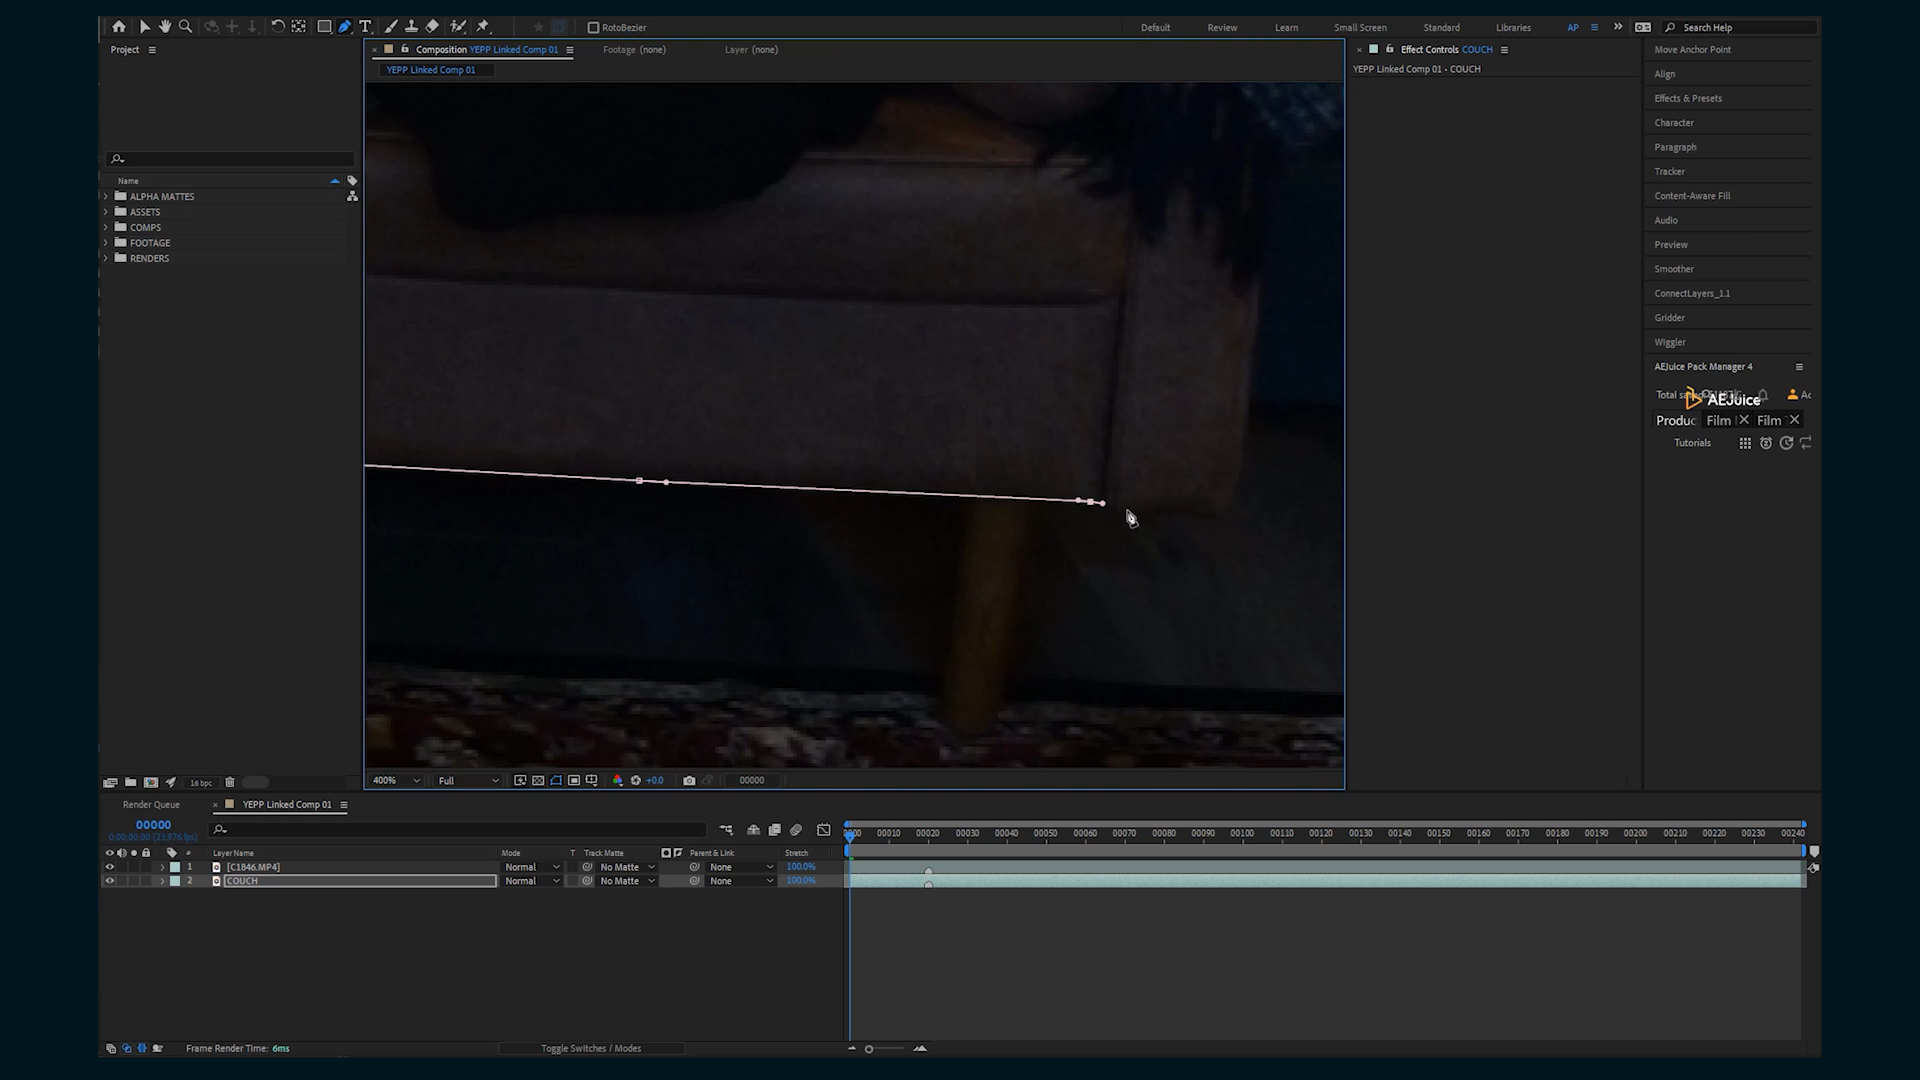 RotoBezier
Default
Review
Learn
Small Screen
Standard
Libraries
AP
Search Help
Project
Composition YEPP Linked Comp 01
Footage (none)
Layer (none)
YEPP Linked Comp 01
Effect Controls COUCH
YEPP Linked Comp 01 • COUCH
Move Anchor Point
Align
Effects & Presets
Character
Paragraph
Tracker
Content-Aware Fill
Audio
Preview
Smoother
ConnectLayers_1.1
Gridder
Wiggler
AEJuice Pack Manager 4
AEJuice
Produc
Film
Film
Tutorials
Name
ALPHA MATTES
ASSETS
COMPS
FOOTAGE
RENDERS
16 bpc
400%
Full
+0.0
00000
Render Queue
YEPP Linked Comp 01
00000
0:00:00:00 (23.976 fps)
00010
00020
00030
00040
00050
00060
00070
00080
00090
00100
00110
00120
00130
00140
00150
00160
00170
00180
00190
00200
00210
00220
00230
00240
#
Layer Name
Mode
T
Track Matte
Parent & Link
Stretch
1 [C1846.MP4] Normal No Matte None 100.0%
2 COUCH Normal No Matte None 100.0%
Frame Render Time: 6ms
Toggle Switches / Modes